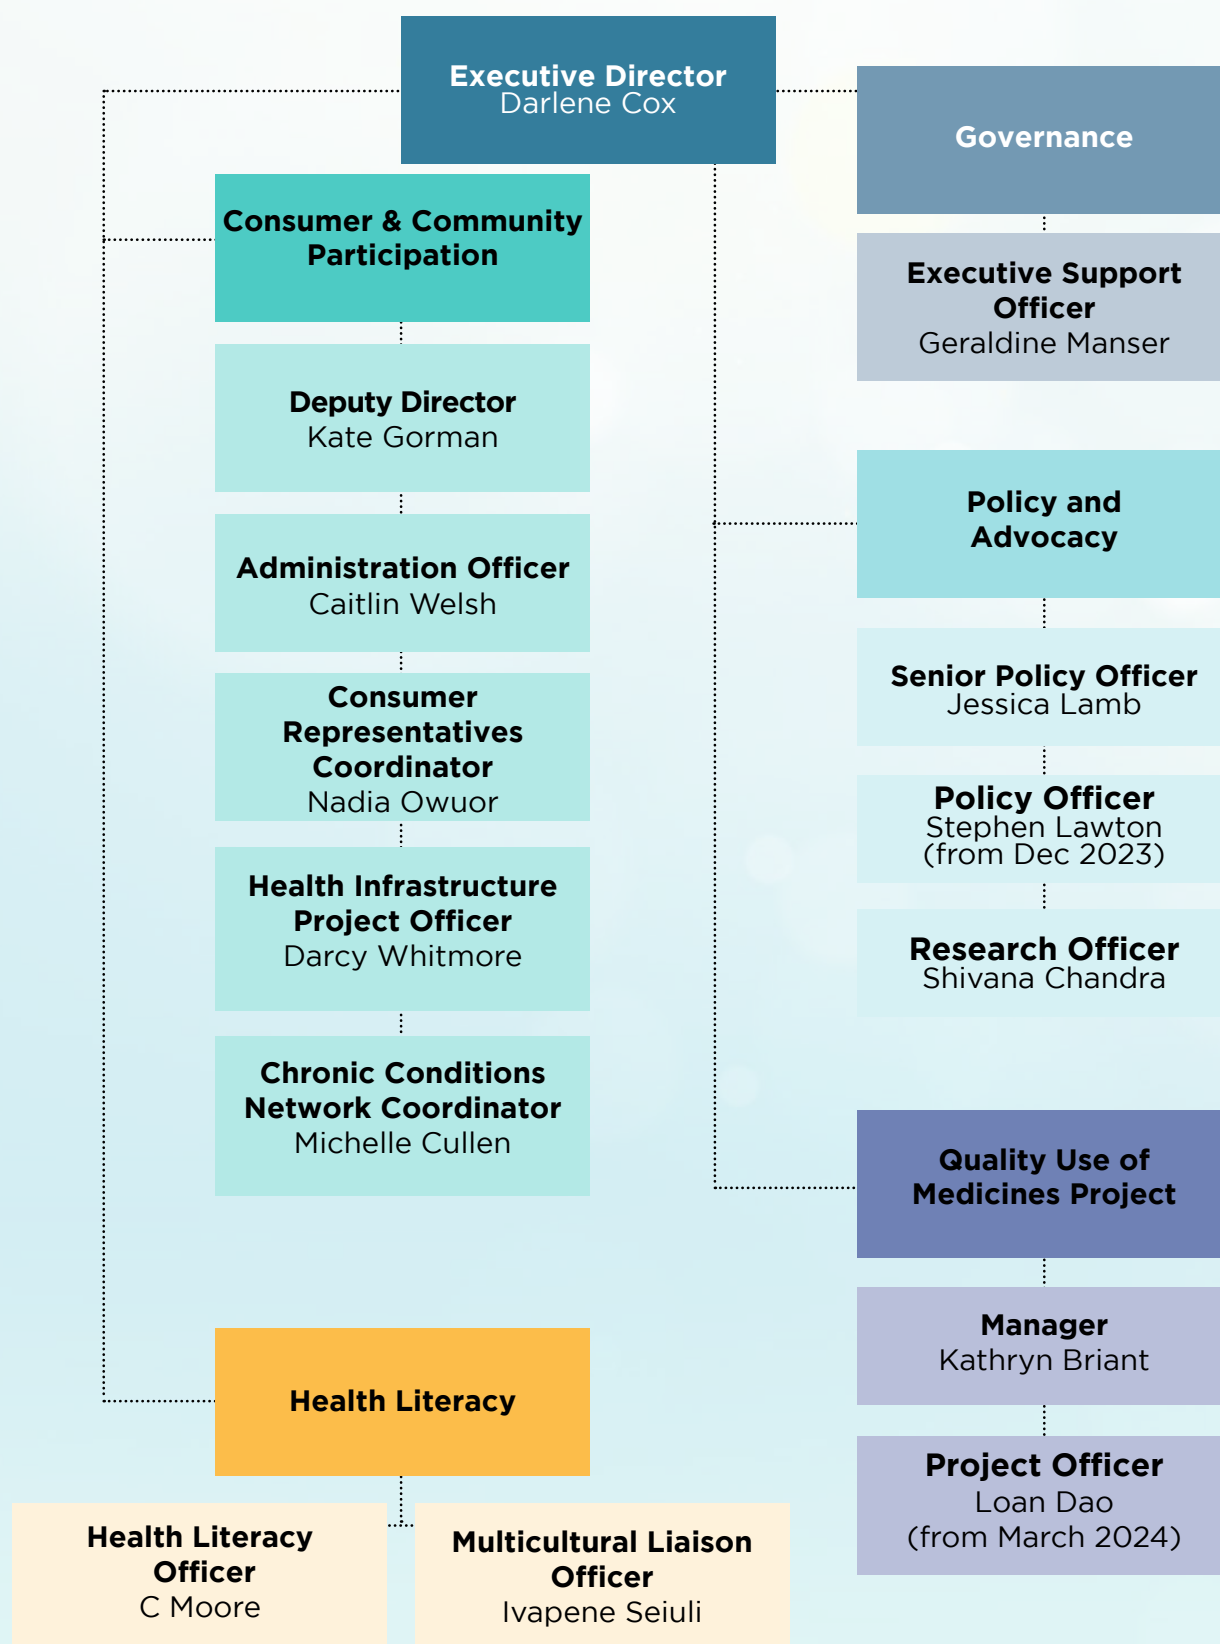 Executive Director
Darlene Cox
Governance
Executive Support
Officer
Geraldine Manser
Consumer & Community
Participation
Deputy Director
Kate Gorman
Administration Officer
Caitlin Welsh
Consumer
Representatives
Coordinator
Nadia Owuor
Health Infrastructure
Project Officer
Darcy Whitmore
Chronic Conditions
Network Coordinator
Michelle Cullen
Policy and
Advocacy
Senior Policy Officer
Jessica Lamb
Policy Officer
Stephen Lawton
(from Dec 2023)
Research Officer
Shivana Chandra
Quality Use of
Medicines Project
Manager
Kathryn Briant
Project Officer
Loan Dao
(from March 2024)
Health Literacy
Health Literacy
Officer
C Moore
Multicultural Liaison
Officer
Ivapene Seiuli